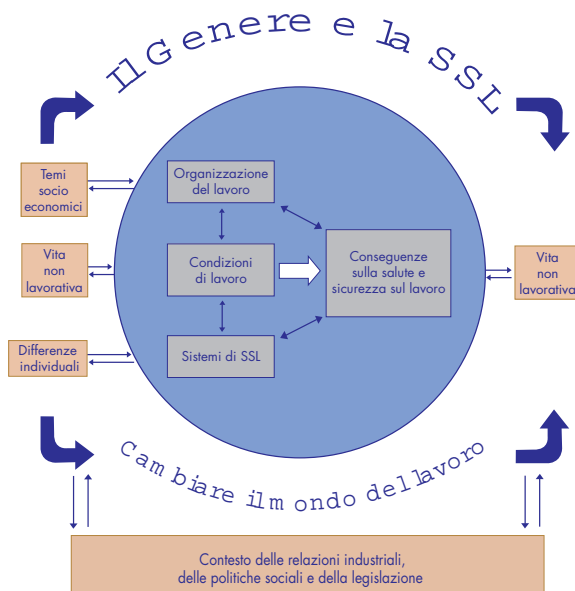 Il Genere e la SSL
Temi
socio
economici
Organizzazione
del lavoro
Vita
non
lavorativa
Condizioni
di lavoro
Conseguenze
sulla salute e
sicurezza sul lavoro
Vita
non
lavorativa
Differenze
individuali
Sistemi di SSL
Cambiare il mondo del lavoro
Contesto delle relazioni industriali,
delle politiche sociali e della legislazione